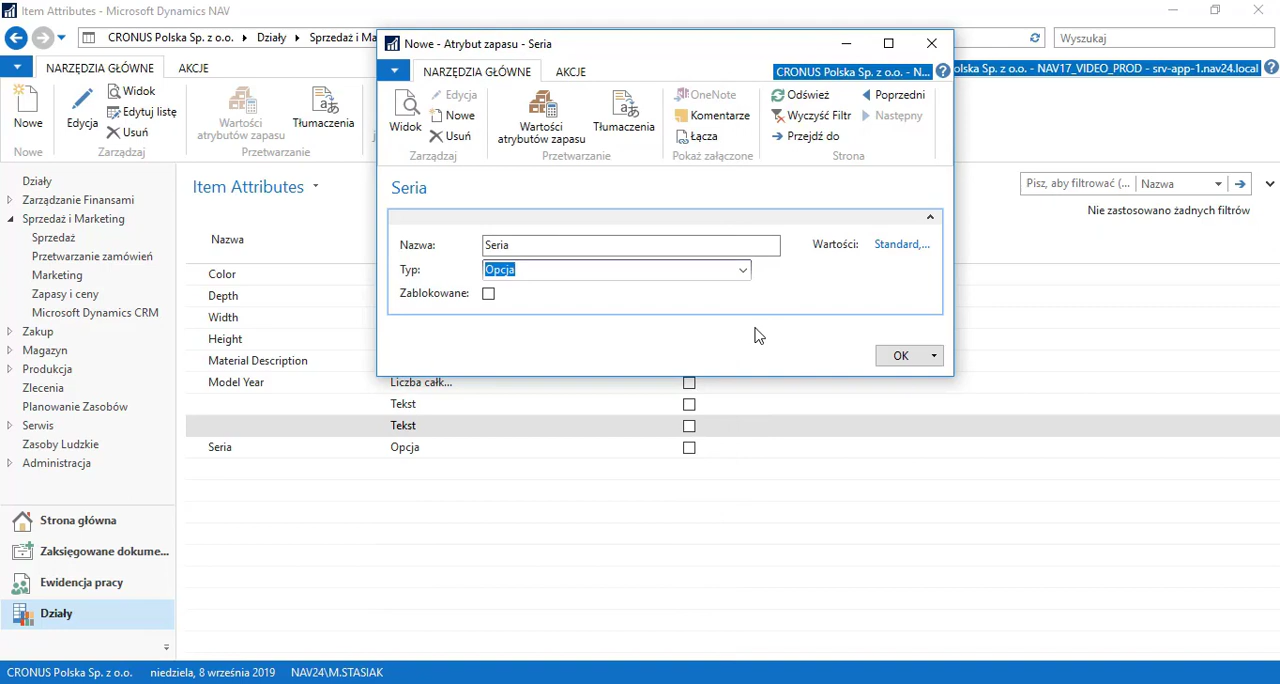 Item Attributes - Microsoft Dynamics NAV
CRONUS Polska Sp. z o.o. Działy Sprzedaż i Ma
Wyszukaj
NARZĘDZIA GŁÓWNE AKCJE
olska Sp. z o.o. - NAV17_VIDEO_PROD - srv-app-1.nav24.local
Nowe
Edycja
Widok
Edytuj listę
Usuń
Wartości
atrybutów zapasu
Tłumaczenia
Nowe Zarządzaj Przetwarzanie
Nowe - Atrybut zapasu - Seria
NARZĘDZIA GŁÓWNE AKCJE CRONUS Polska Sp. z o.o. - N...
Widok
Edycja
Nowe
Usuń
Wartości
atrybutów zapasu
Tłumaczenia
OneNote
Komentarze
Łącza
Odśwież
Wyczyść Filtr
Przejdź do
Poprzedni
Następny
Zarządzaj Przetwarzanie Pokaż załączone Strona
Seria
Nazwa: Seria Wartości: Standard,...
Typ: Opcja
Zablokowane:
OK
Działy
Zarządzanie Finansami
Sprzedaż i Marketing
Sprzedaż
Przetwarzanie zamówień
Marketing
Zapasy i ceny
Microsoft Dynamics CRM
Zakup
Magazyn
Produkcja
Zlecenia
Planowanie Zasobów
Serwis
Zasoby Ludzkie
Administracja
Strona główna
Zaksięgowane dokume...
Ewidencja pracy
Działy
Item Attributes
Pisz, aby filtrować (... Nazwa
Nie zastosowano żadnych filtrów
Nazwa
Color
Depth
Width
Height
Material Description
Model Year Liczba całk...
Tekst
Tekst
Seria Opcja
CRONUS Polska Sp. z o.o. niedziela, 8 września 2019 NAV24\M.STASIAK